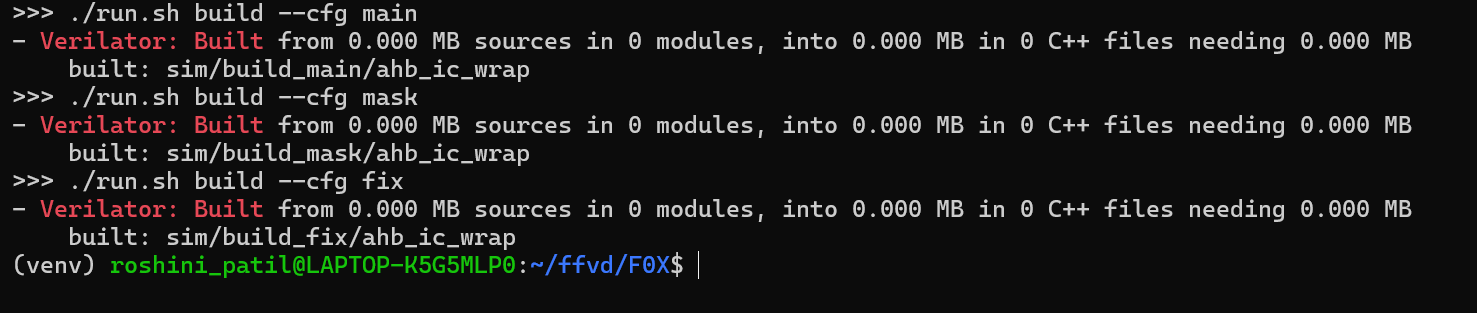 >>> ./run.sh build --cfg main
- Verilator: Built from 0.000 MB sources in 0 modules, into 0.000 MB in 0 C++ files needing 0.000 MB
    built: sim/build_main/ahb_ic_wrap
>>> ./run.sh build --cfg mask
- Verilator: Built from 0.000 MB sources in 0 modules, into 0.000 MB in 0 C++ files needing 0.000 MB
    built: sim/build_mask/ahb_ic_wrap
>>> ./run.sh build --cfg fix
- Verilator: Built from 0.000 MB sources in 0 modules, into 0.000 MB in 0 C++ files needing 0.000 MB
    built: sim/build_fix/ahb_ic_wrap
(venv) roshini_patil@LAPTOP-K5G5MLP0:~/ffvd/F0X$